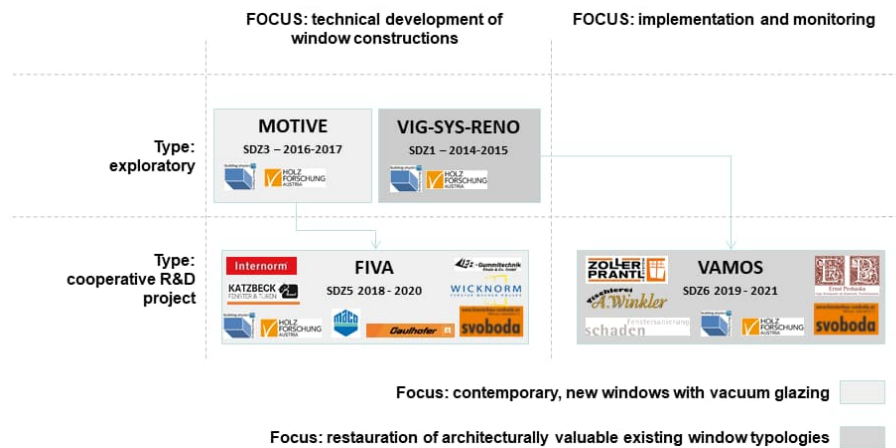 FOCUS: technical development of
window constructions
FOCUS: implementation and monitoring
Type:
exploratory
MOTIVE
SDZ3 – 2016-2017
HOLZ
FORSCHUNG
AUSTRIA
VIG-SYS-RENO
SDZ1 – 2014-2015
HOLZ
FORSCHUNG
AUSTRIA
Type:
cooperative R&D
project
Internorm
KATZBECK
FENSTER & TÜREN
FIVA
SDZ5 2018 - 2020
Gummitechnik
WICKNORM
HOLZ
FORSCHUNG
AUSTRIA
maco
Gaulhofer
svoboda
ZOLLER
PRANTL
Tischlerei
A.Winkler
Fenstersanierung
schaden
VAMOS
SDZ6 2019 - 2021
HOLZ
FORSCHUNG
AUSTRIA
svoboda
Focus: contemporary, new windows with vacuum glazing
Focus: restauration of architecturally valuable existing window typologies